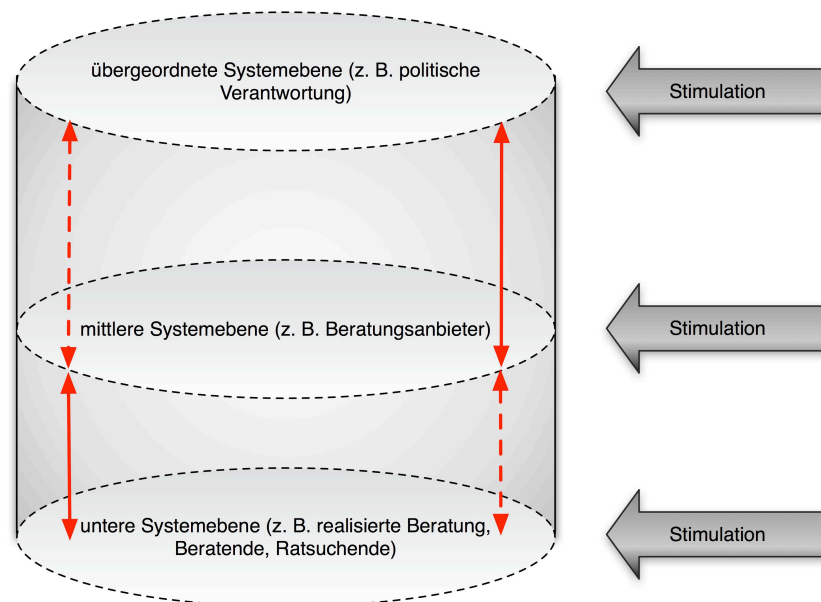 übergeordnete Systemebene (z. B. politische
Verantwortung)
Stimulation
mittlere Systemebene (z. B. Beratungsanbieter)
Stimulation
untere Systemebene (z. B. realisierte Beratung,
Beratende, Ratsuchende)
Stimulation